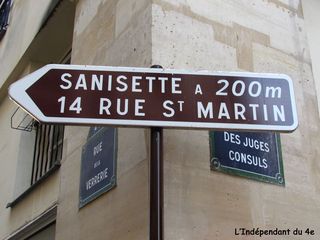 SANISETTE A 200m
14 RUE ST MARTIN
RUE
DE LA
VERRERIE
DES JUGES
CONSULS
L'Indépendant du 4e